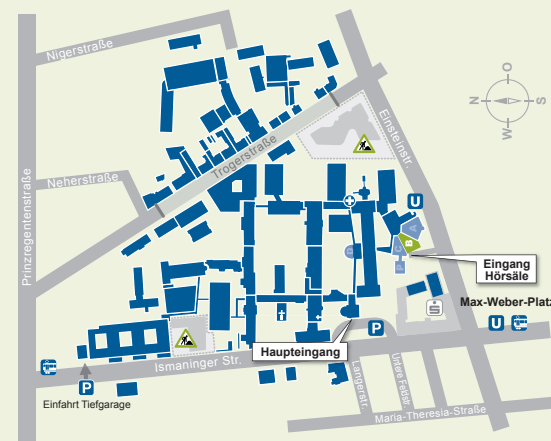 Nigerstraße
O
N
S
W
Einsteinstr.
Trogerstraße
Neherstraße
Prinzregentenstraße
U
A
B
C
P
D
Eingang
Hörsäle
S
Max-Weber-Platz
U
P
Haupteingang
Ismaninger Str.
P
Einfahrt Tiefgarage
Langerstr.
Untere Feldstr.
Maria-Theresia-Straße